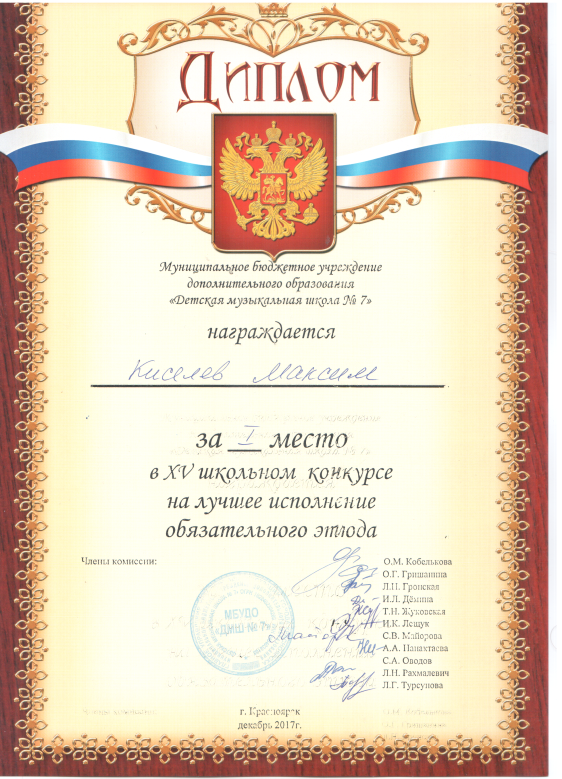 Диплом
Муниципальное бюджетное учреждение
дополнительного образования
«Детская музыкальная школа № 7»
награждается
Киселев Максим
за I место
в XV школьном конкурсе
на лучшее исполнение
обязательного этюда
Члены комиссии:
О.М. Кобелькова
О.Г. Гришанина
Л.П. Гронская
И.Л. Дёмина
Т.Н. Жуковская
И.К. Лещук
С.В. Майорова
А.А. Панахтаева
С.А. Оводов
Л.Н. Рахмалевич
Л.Г. Турсунова
МБУДО
«ДМШ № 7»
г. Красноярск
декабрь 2017г.